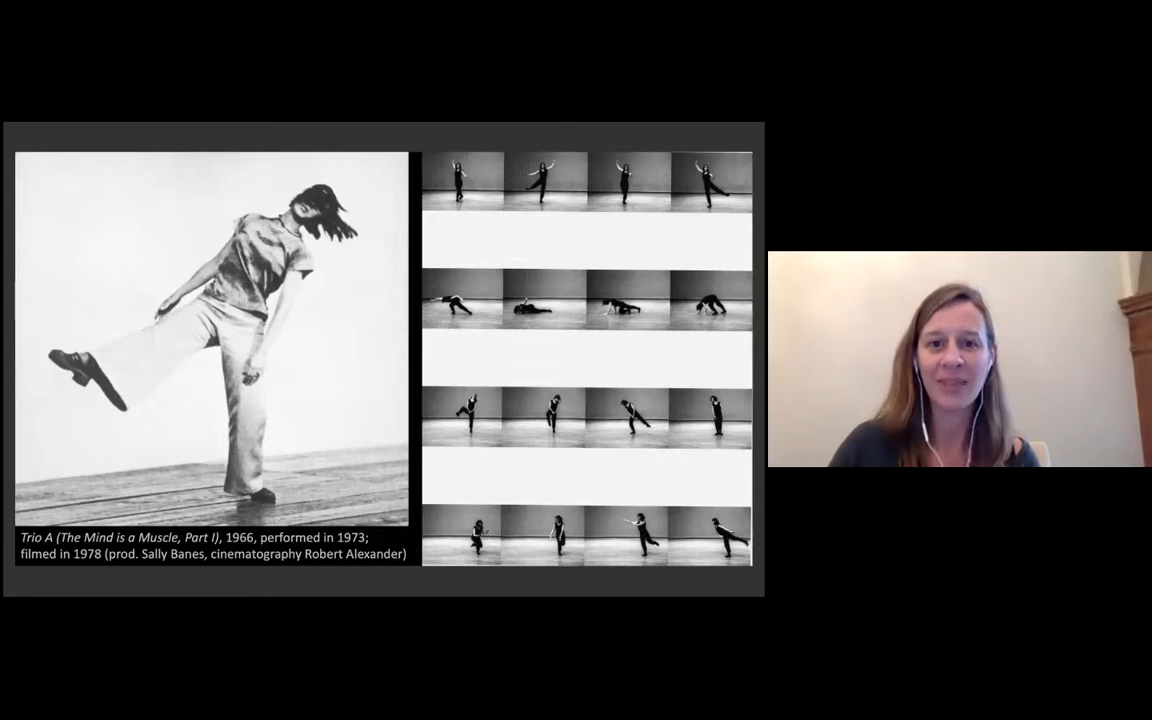 Trio A (The Mind is a Muscle, Part I), 1966, performed in 1973;
filmed in 1978 (prod. Sally Banes, cinematography Robert Alexander)